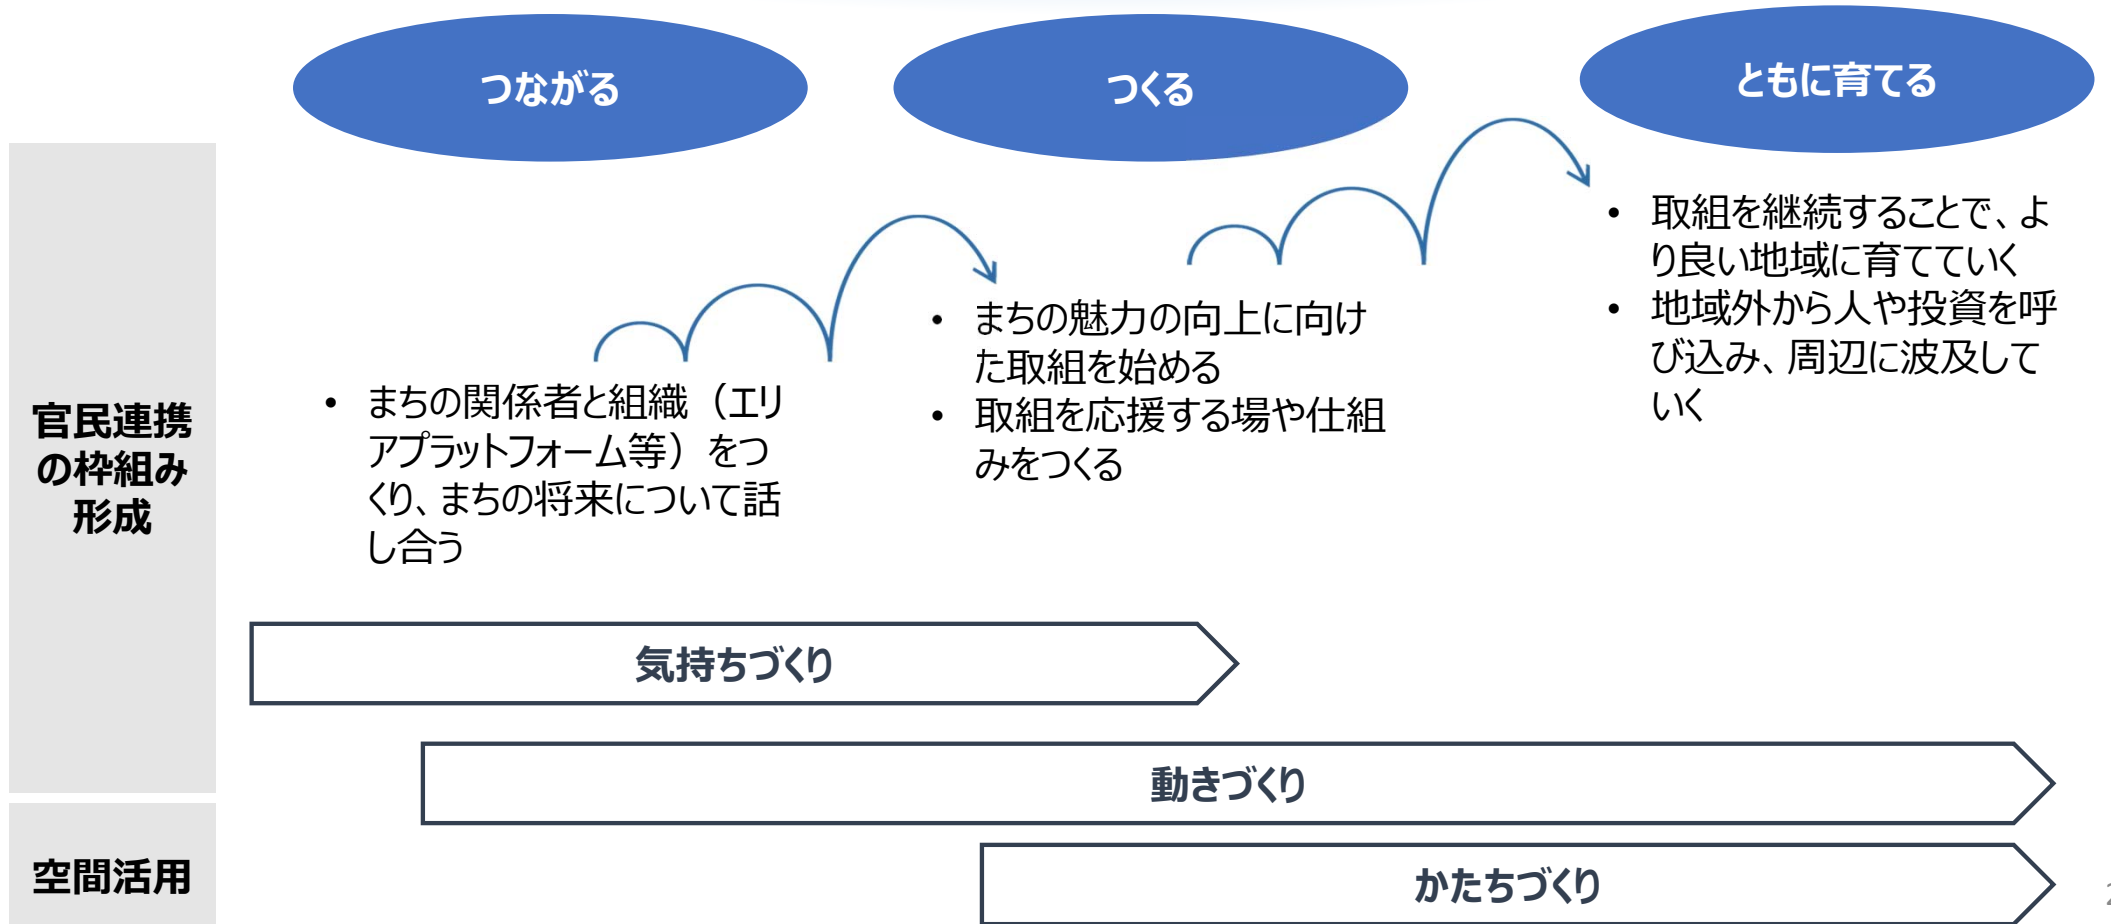 つながる
つくる
ともに育てる
官民連携
の枠組み
形成
• まちの関係者と組織（エリ
アプラットフォーム等）をつ
くり、まちの将来について話
し合う
• まちの魅力の向上に向け
た取組を始める
• 取組を応援する場や仕組
みをつくる
• 取組を継続することで、よ
り良い地域に育てていく
• 地域外から人や投資を呼
び込み、周辺に波及して
いく
気持ちづくり
動きづくり
空間活用
かたちづくり